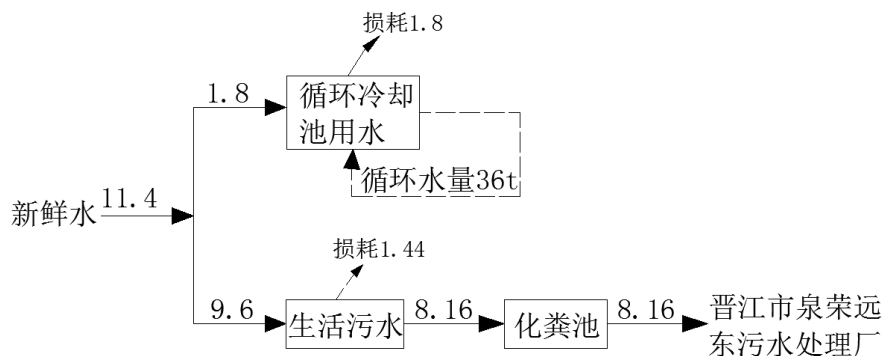 损耗1.8
1.8
循环冷却
池用水
循环水量36t
新鲜水
11.4
损耗1.44
9.6
生活污水
8.16
化粪池
8.16
晋江市泉荣远
东污水处理厂